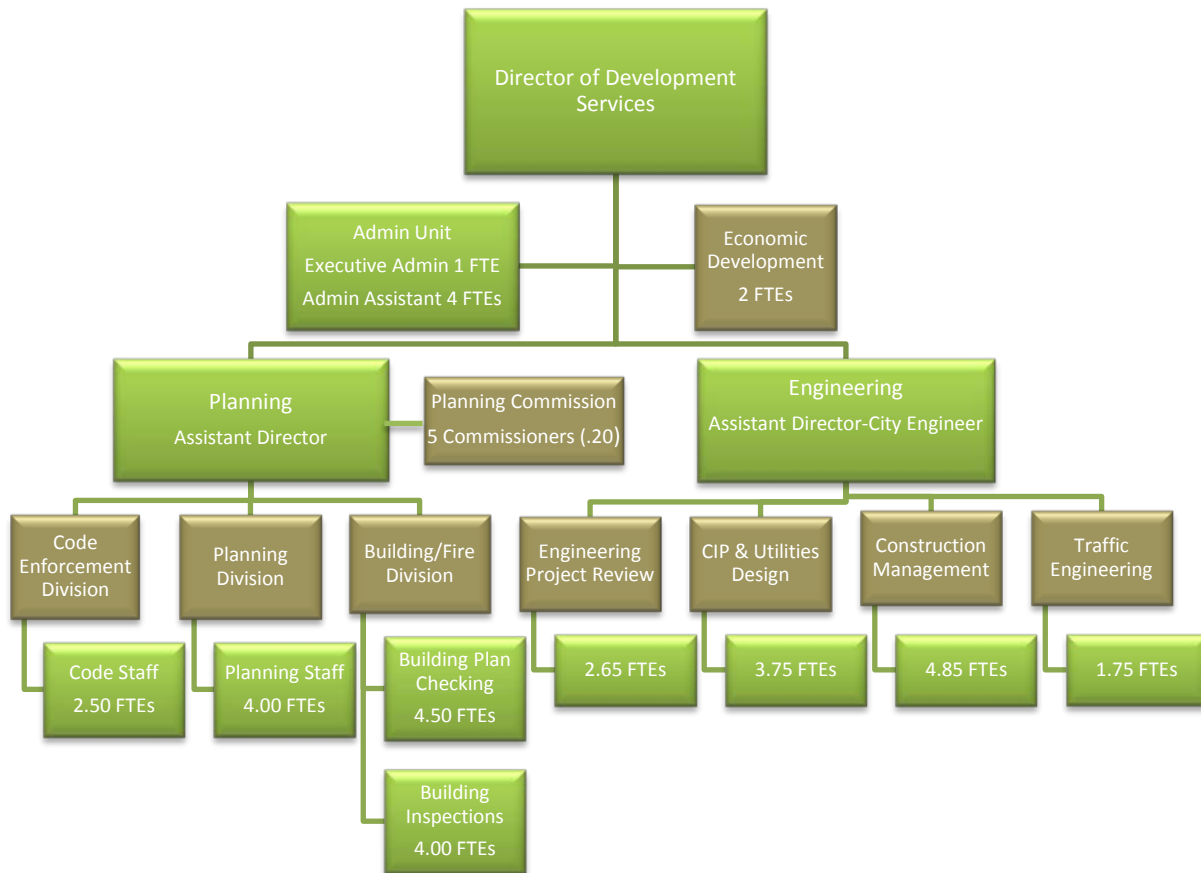 Director of Development
Services
Admin Unit
Executive Admin 1 FTE
Admin Assistant 4 FTEs
Economic
Development
2 FTEs
Planning
Assistant Director
Planning Commission
5 Commissioners (.20)
Engineering
Assistant Director-City Engineer
Code
Enforcement
Division
Planning
Division
Building/Fire
Division
Engineering
Project Review
CIP & Utilities
Design
Construction
Management
Traffic
Engineering
Code Staff
2.50 FTEs
Planning Staff
4.00 FTEs
Building Plan
Checking
4.50 FTEs
2.65 FTEs
3.75 FTEs
4.85 FTEs
1.75 FTEs
Building
Inspections
4.00 FTEs